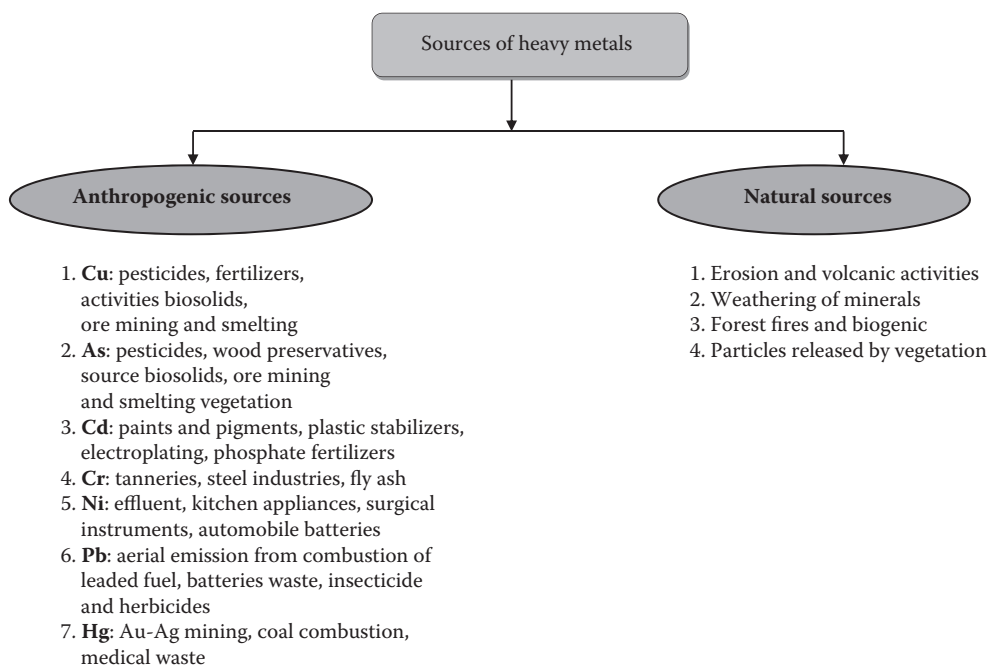 Sources of heavy metals
Anthropogenic sources
1. Cu: pesticides, fertilizers,
activities biosolids,
ore mining and smelting
2. As: pesticides, wood preservatives,
source biosolids, ore mining
and smelting vegetation
3. Cd: paints and pigments, plastic stabilizers,
electroplating, phosphate fertilizers
4. Cr: tanneries, steel industries, fly ash
5. Ni: effluent, kitchen appliances, surgical
instruments, automobile batteries
6. Pb: aerial emission from combustion of
leaded fuel, batteries waste, insecticide
and herbicides
7. Hg: Au-Ag mining, coal combustion,
medical waste
Natural sources
1. Erosion and volcanic activities
2. Weathering of minerals
3. Forest fires and biogenic
4. Particles released by vegetation